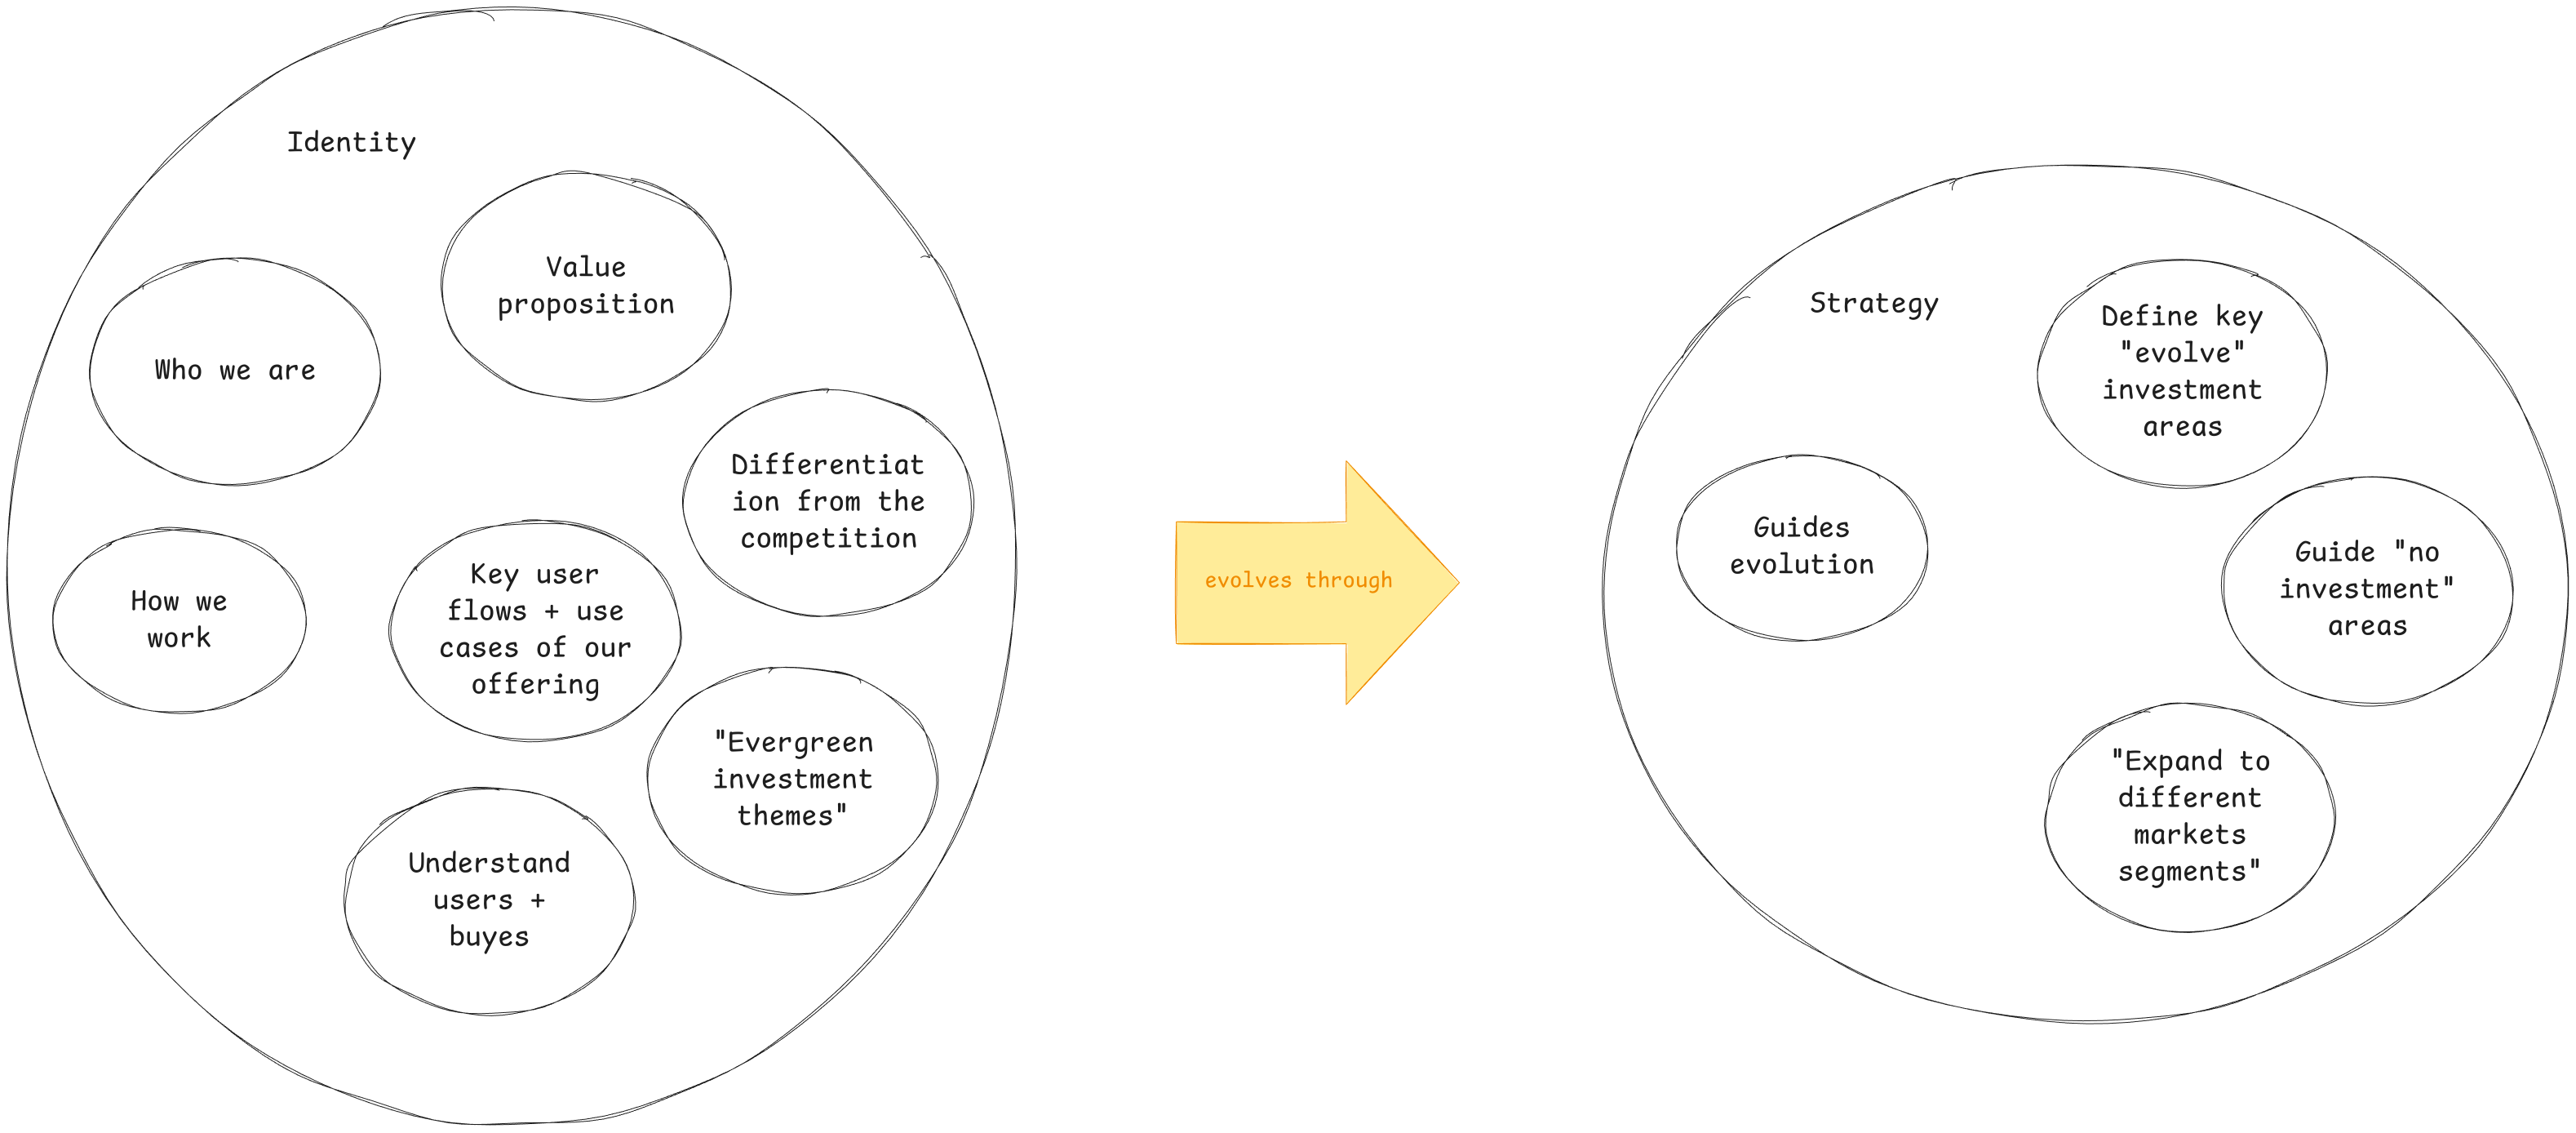 Identity
Value
proposition
Who we are
Differentiat
ion from the
competition
How we
work
Key user
flows + use
cases of our
offering
"Evergreen
investment
themes"
Understand
users +
buyes
evolves through
Strategy
Define key
"evolve"
investment
areas
Guides
evolution
Guide "no
investment"
areas
"Expand to
different
markets
segments"